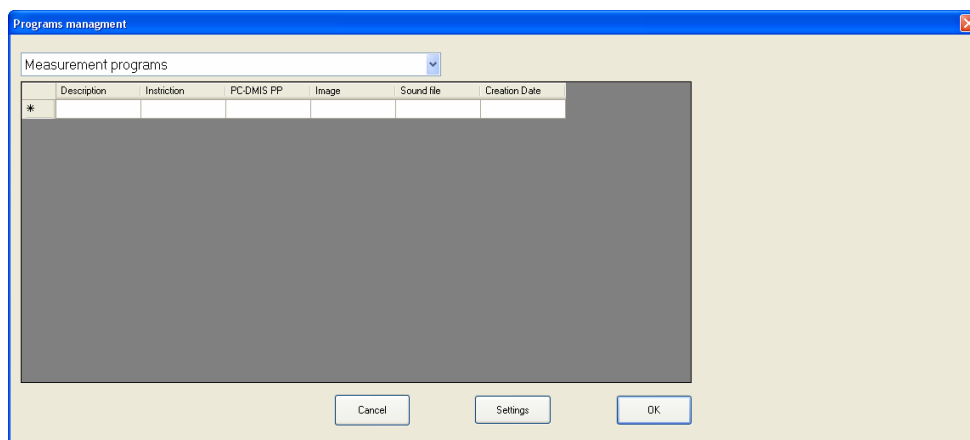 Programs managment
Measurement programs
Description Instriction PC-DMIS PP Image Sound file Creation Date
*
Cancel Settings OK